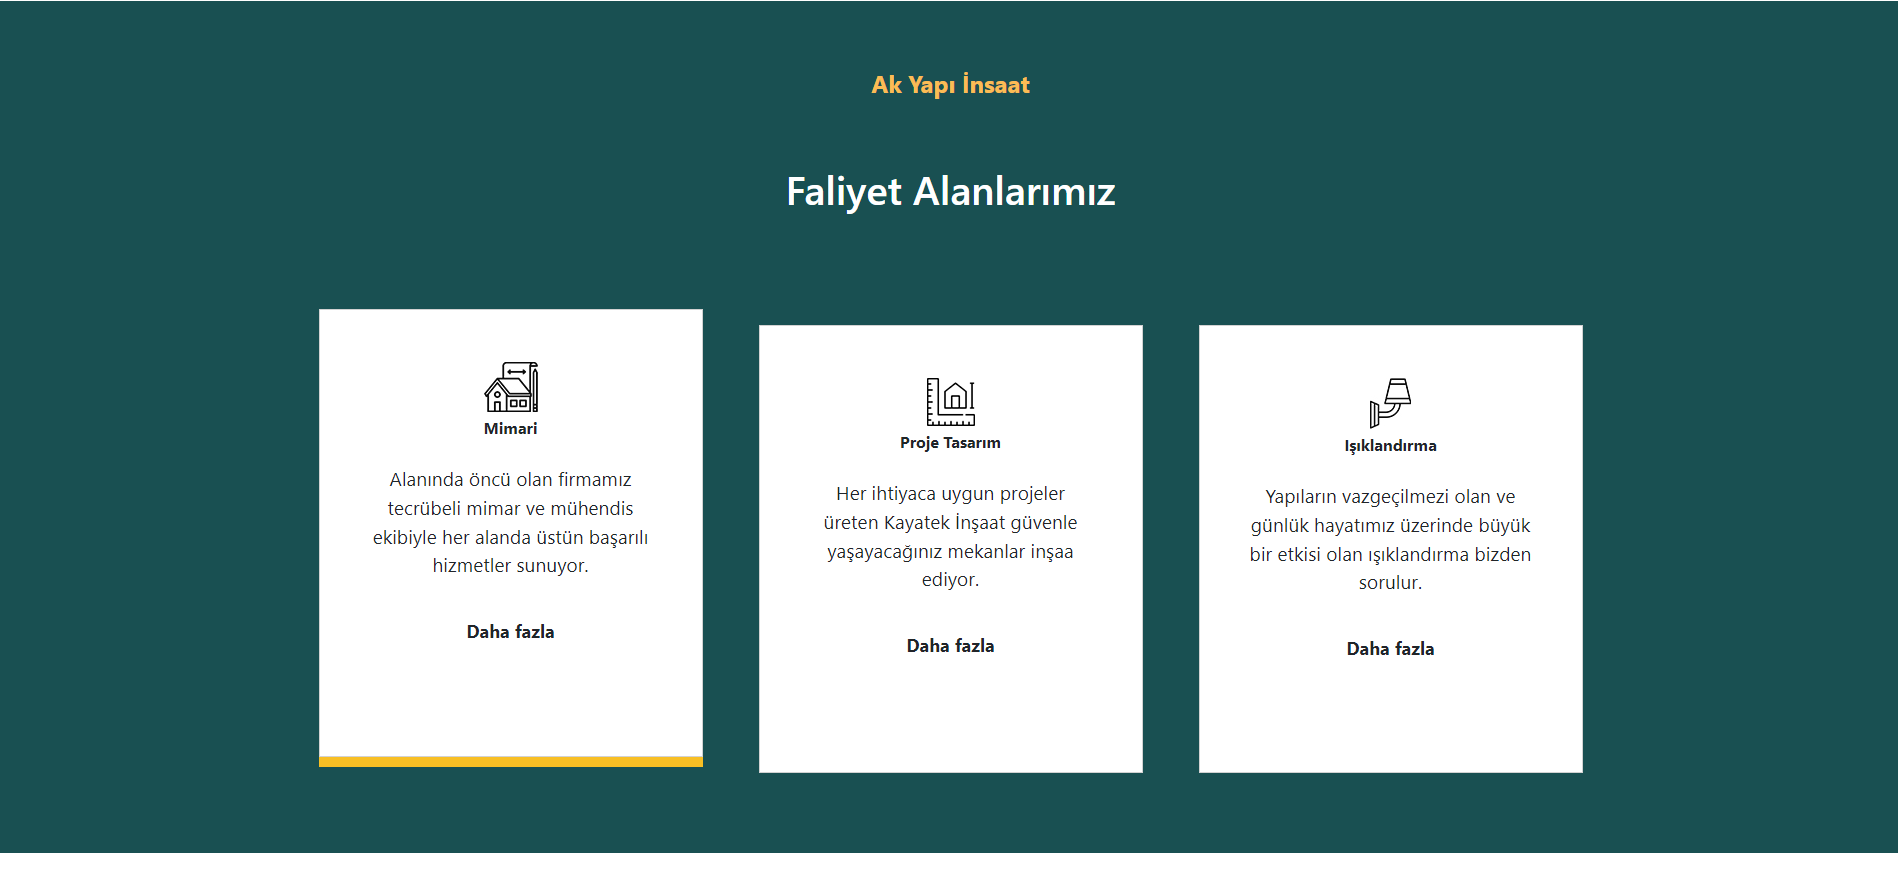 Ak Yapı İnsaat
Faliyet Alanlarımız
Mimari
Alanında öncü olan firmamız
tecrübeli mimar ve mühendis
ekibiyle her alanda üstün başarılı
hizmetler sunuyor.
Daha fazla
Proje Tasarım
Her ihtiyaca uygun projeler
üreten Kayatek İnşaat güvenle
yaşayacağınız mekanlar inşaa
ediyor.
Daha fazla
Işıklandırma
Yapıların vazgeçilmezi olan ve
günlük hayatımız üzerinde büyük
bir etkisi olan ışıklandırma bizden
sorulur.
Daha fazla